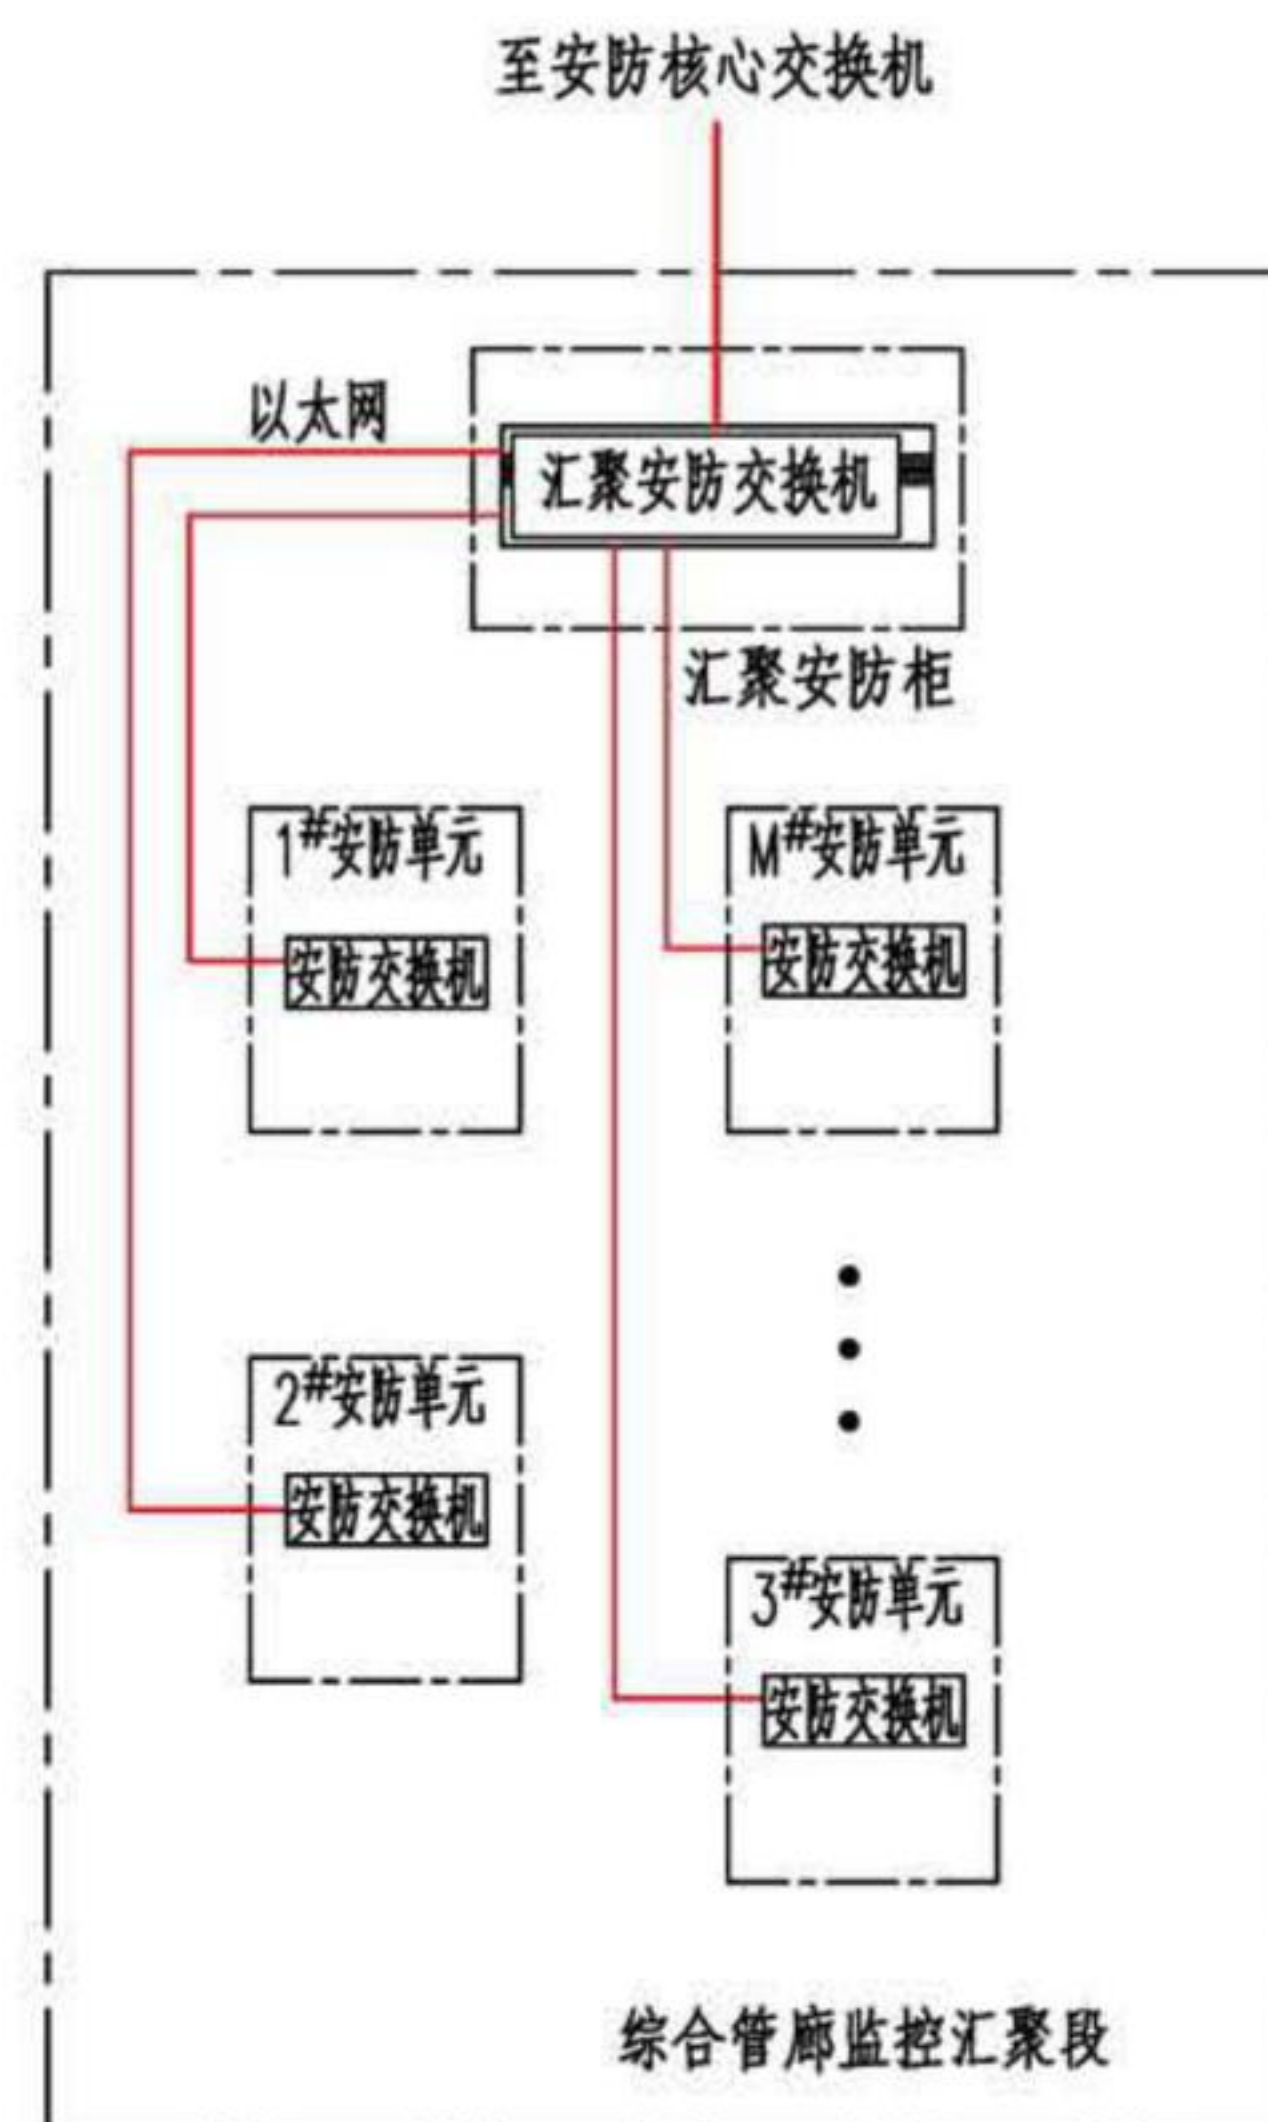 至安防核心交换机
以太网
汇聚安防交换机
汇聚安防柜
1#安防单元
安防交换机
M#安防单元
安防交换机
2#安防单元
安防交换机
3#安防单元
安防交换机
综合管廊监控汇聚段